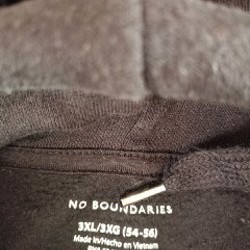 NO BOUNDARIES
3XL/3XG (54-56)
Made in/Hecho en Vietnam